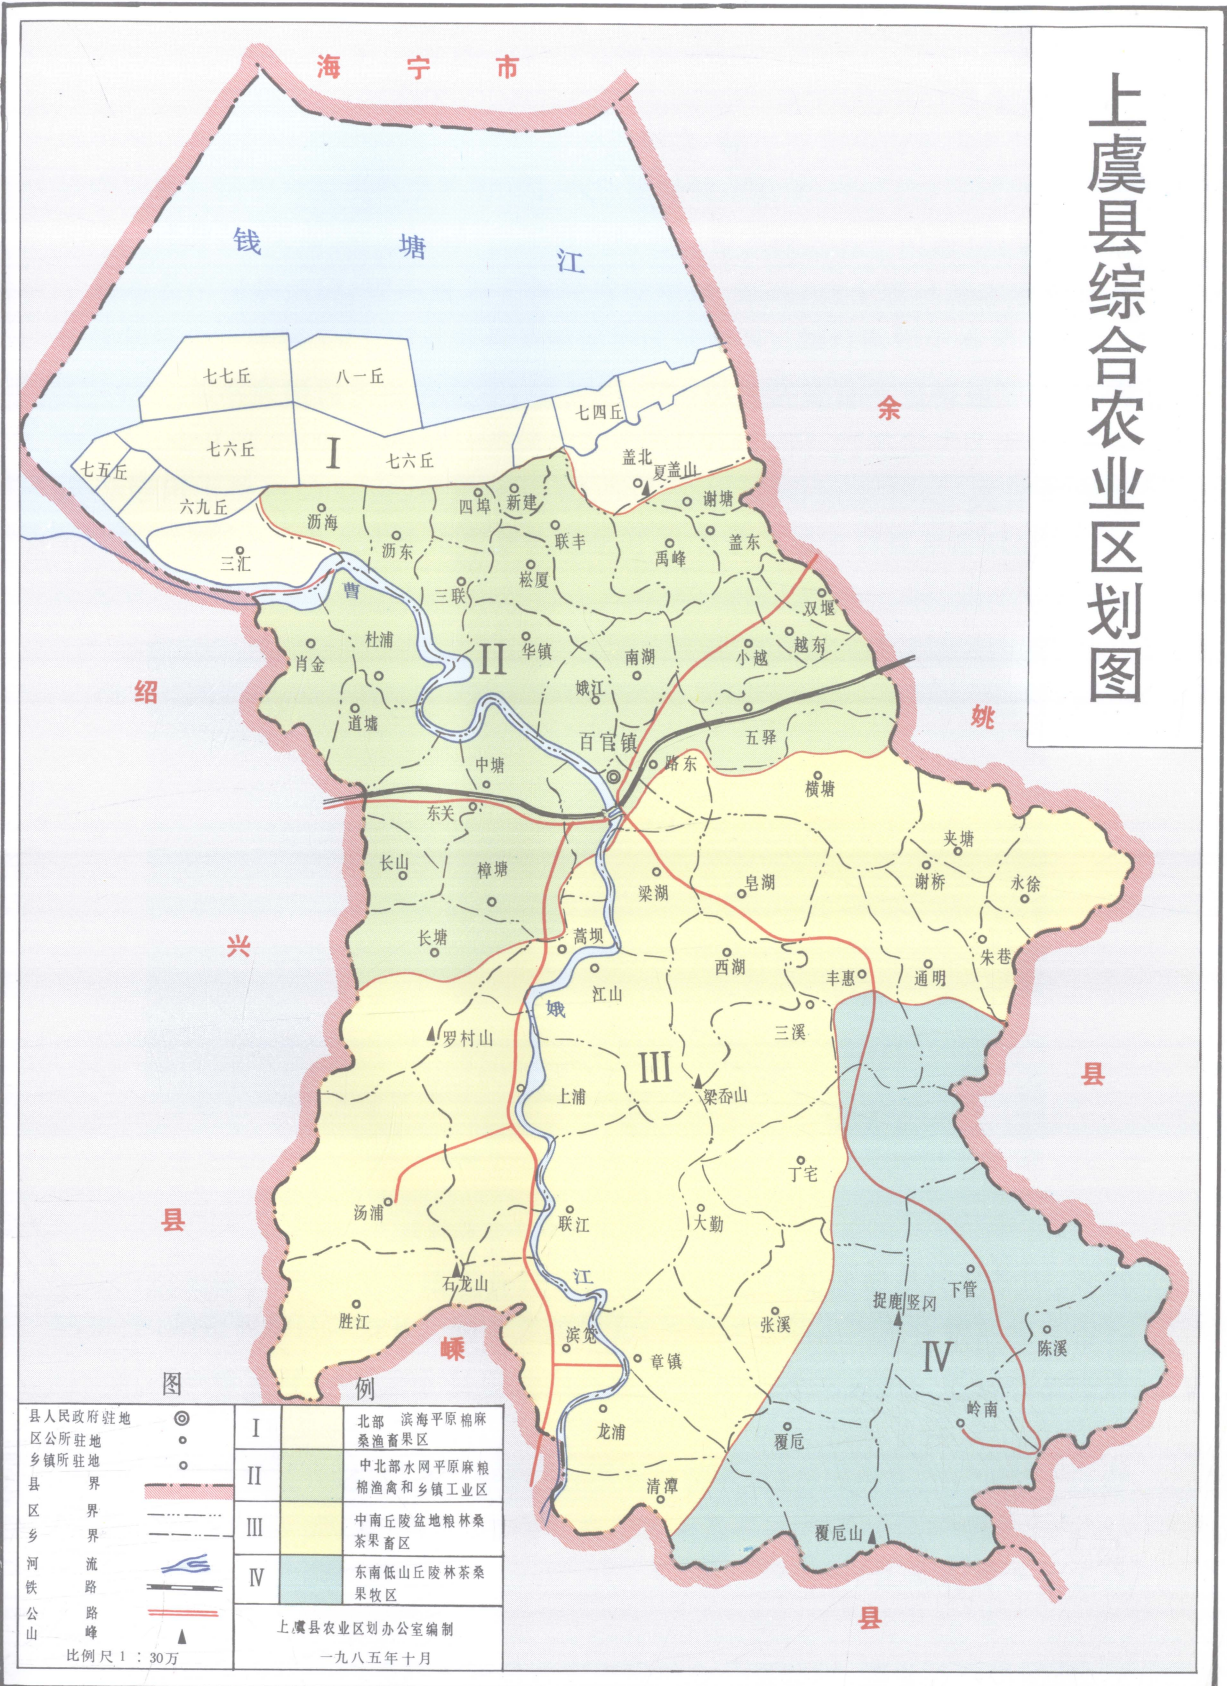 上虞县综合农业区划图
海宁市
钱塘江
余
姚
县
绍
兴
县
嵊
县
七七丘
八一丘
七四丘
七五丘
七六丘
I
七六丘
六九丘
盖北
夏盖山
三汇
沥海
四埠
新建
谢塘
沥东
联丰
禹峰
盖东
曹
三联
崧厦
双堰
肖金
杜浦
II
华镇
南湖
小越
越东
道墟
娥江
五驿
百官镇
中塘
路东
横塘
东关
夹塘
长山
樟塘
梁湖
皂湖
谢桥
永徐
长塘
蒿坝
西湖
丰惠
通明
朱巷
江山
娥
三溪
罗村山
III
上浦
梁岙山
丁宅
汤浦
联江
大勤
江
石龙山
下管
捉鹿竖冈
胜江
滨笕
张溪
IV
陈溪
章镇
岭南
龙浦
覆卮
清潭
覆卮山
图例
县人民政府驻地
区公所驻地
乡镇所驻地
县界
区界
乡界
河流
铁路
公路
山峰
比例尺1：30万
I
北部 滨海平原棉麻
桑渔畜果区
II
中北部水网平原麻粮
棉渔禽和乡镇工业区
III
中南丘陵盆地粮林桑
茶果畜区
IV
东南低山丘陵林茶桑
果牧区
上虞县农业区划办公室编制
一九八五年十月